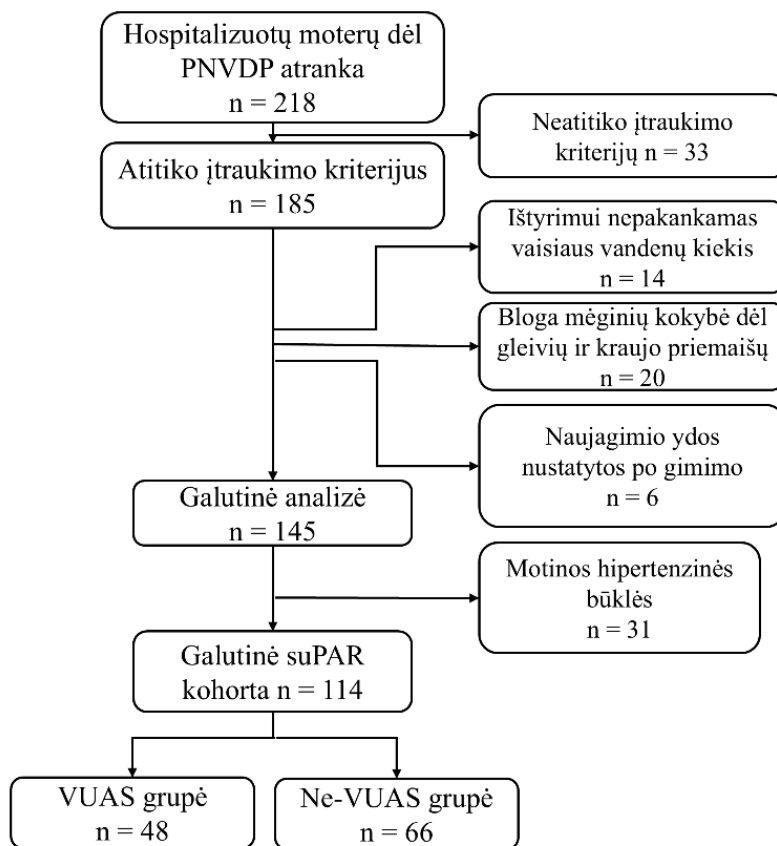 Hospitalizuotų moterų dėl
PNVDP atranka
n = 218
Neatitiko įtraukimo
kriterijų n = 33
Atitiko įtraukimo kriterijus
n = 185
Ištyrimui nepakankamas
vaisiaus vandenų kiekis
n = 14
Bloga mėginių kokybė dėl
gleivių ir kraujo priemaišų
n = 20
Naujagimio ydos
nustatytos po gimimo
n = 6
Galutinė analizė
n = 145
Motinos hipertenzinės
būklės
n = 31
Galutinė suPAR
kohorta n = 114
VUAS grupė
n = 48
Ne-VUAS grupė
n = 66